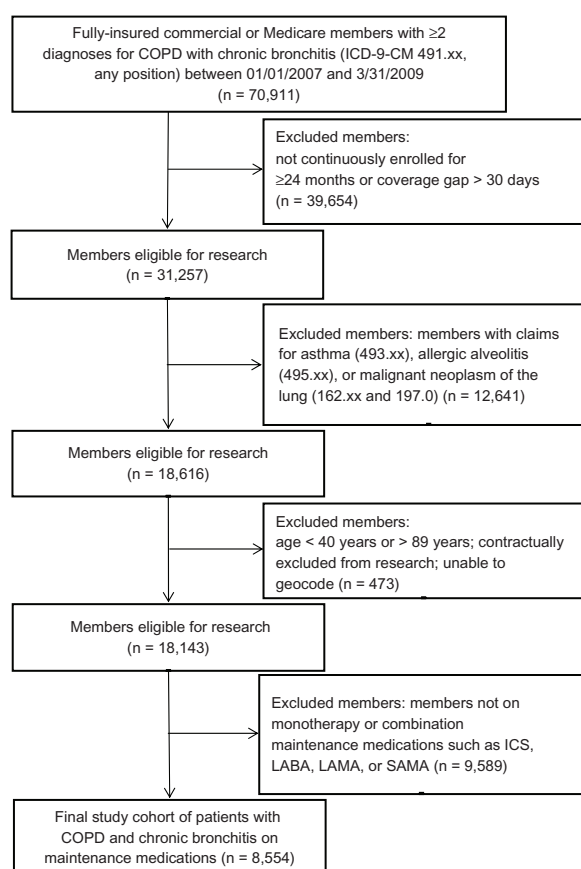 Fully-insured commercial or Medicare members with ≥2
diagnoses for COPD with chronic bronchitis (ICD-9-CM 491.xx,
any position) between 01/01/2007 and 3/31/2009
(n = 70,911)
Excluded members:
not continuously enrolled for
≥24 months or coverage gap > 30 days
(n = 39,654)
Members eligible for research
(n = 31,257)
Excluded members: members with claims
for asthma (493.xx), allergic alveolitis
(495.xx), or malignant neoplasm of the
lung (162.xx and 197.0) (n = 12,641)
Members eligible for research
(n = 18,616)
Excluded members:
age < 40 years or > 89 years; contractually
excluded from research; unable to
geocode (n = 473)
Members eligible for research
(n = 18,143)
Excluded members: members not on
monotherapy or combination
maintenance medications such as ICS,
LABA, LAMA, or SAMA (n = 9,589)
Final study cohort of patients with
COPD and chronic bronchitis on
maintenance medications (n = 8,554)